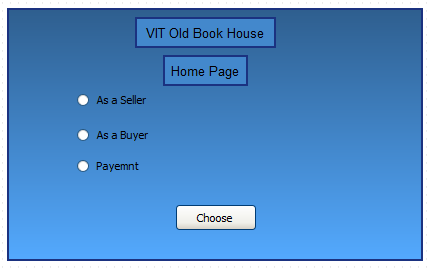 VIT Old Book House
Home Page
As a Seller
As a Buyer
Payemnt
Choose